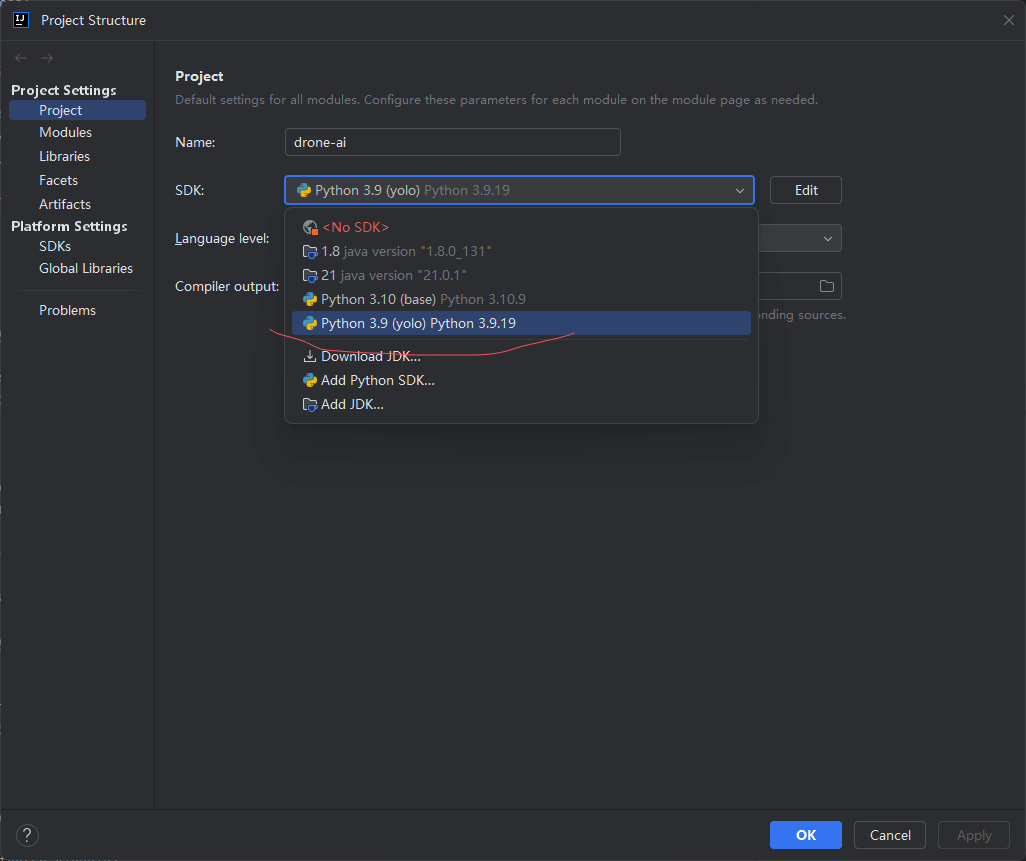 Project Structure
Project Settings
Project
Modules
Libraries
Facets
Artifacts
Platform Settings
SDKs
Global Libraries
Problems
Project
Default settings for all modules. Configure these parameters for each module on the module page as needed.
Name: drone-ai
SDK: Python 3.9 (yolo) Python 3.9.19 Edit
<No SDK>
Language level:
1.8 java version "1.8.0_131"
21 java version "21.0.1"
Compiler output:
Python 3.10 (base) Python 3.10.9
Python 3.9 (yolo) Python 3.9.19
sources.
Download JDK...
Add Python SDK...
Add JDK...
? OK Cancel Apply